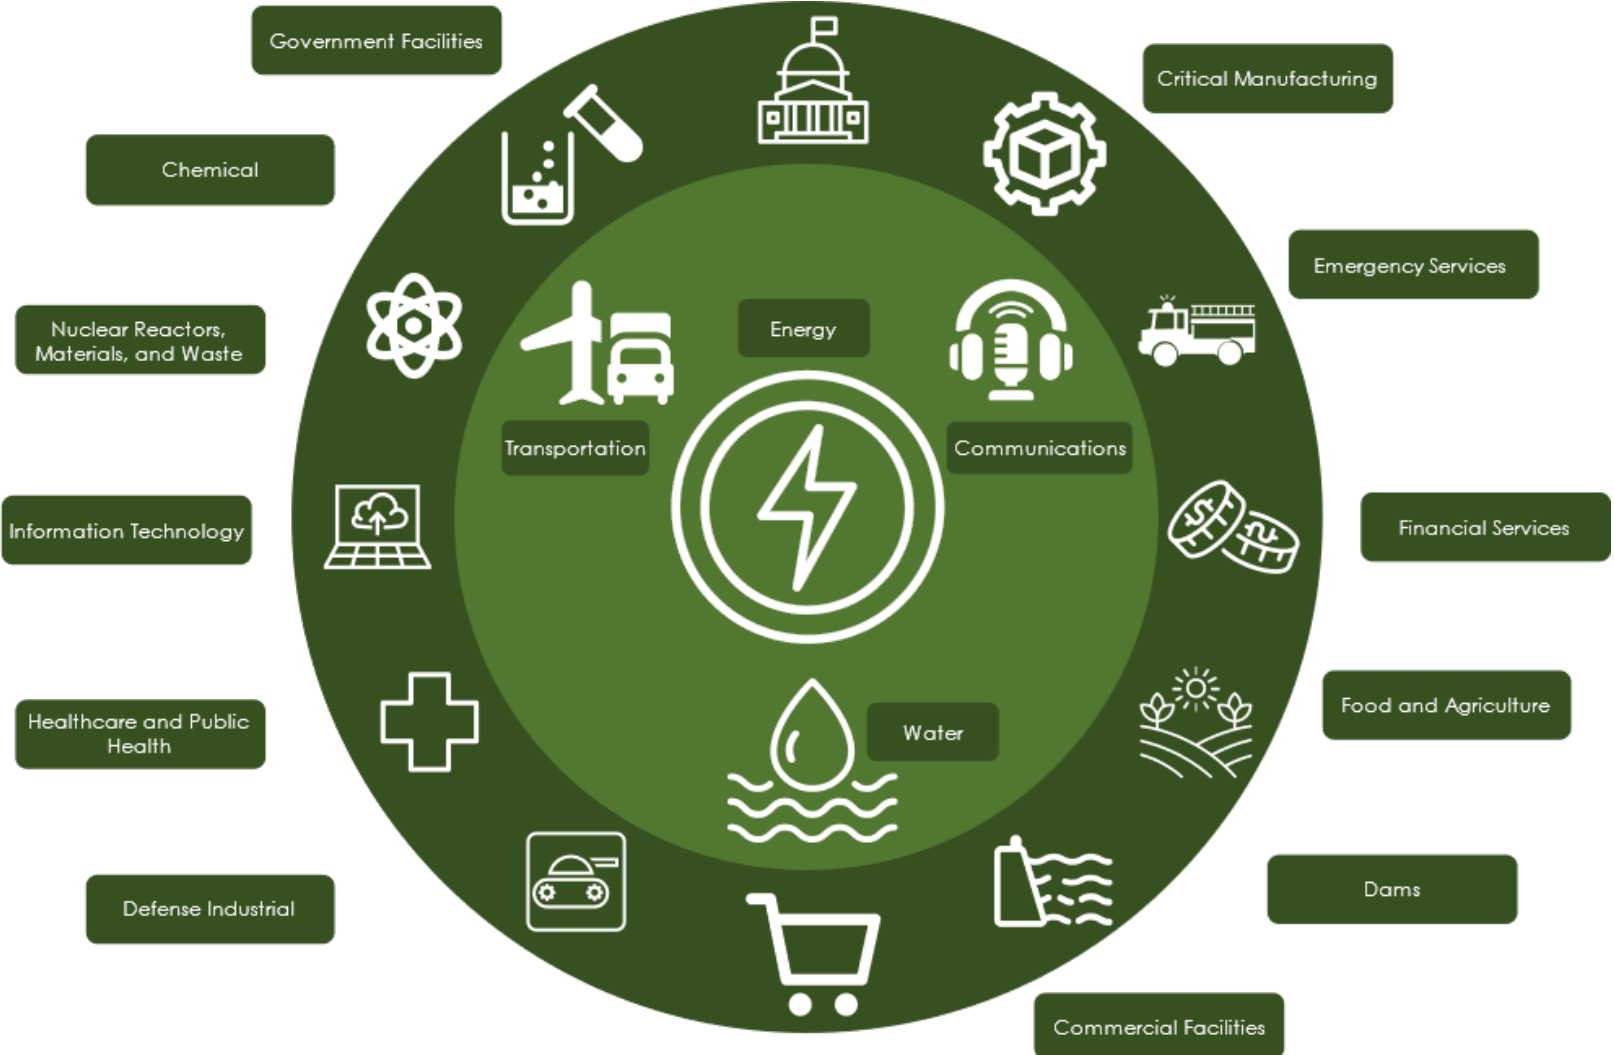 Government Facilities
Critical Manufacturing
Chemical
Emergency Services
Nuclear Reactors,
Materials, and Waste
Energy
Transportation
Communications
Information Technology
Financial Services
Healthcare and Public
Health
Water
Food and Agriculture
Defense Industrial
Dams
Commercial Facilities